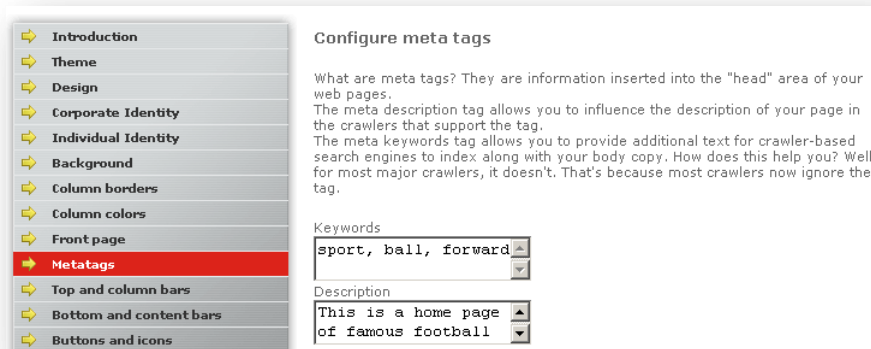 Introduction
Theme
Design
Corporate Identity
Individual Identity
Background
Column borders
Column colors
Front page
Metatags
Top and column bars
Bottom and content bars
Buttons and icons
Configure meta tags
What are meta tags? They are information inserted into the "head" area of your
web pages.
The meta description tag allows you to influence the description of your page in
the crawlers that support the tag.
The meta keywords tag allows you to provide additional text for crawler-based
search engines to index along with your body copy. How does this help you? Well
for most major crawlers, it doesn't. That's because most crawlers now ignore the
tag.
Keywords
sport, ball, forward
Description
This is a home page
of famous football